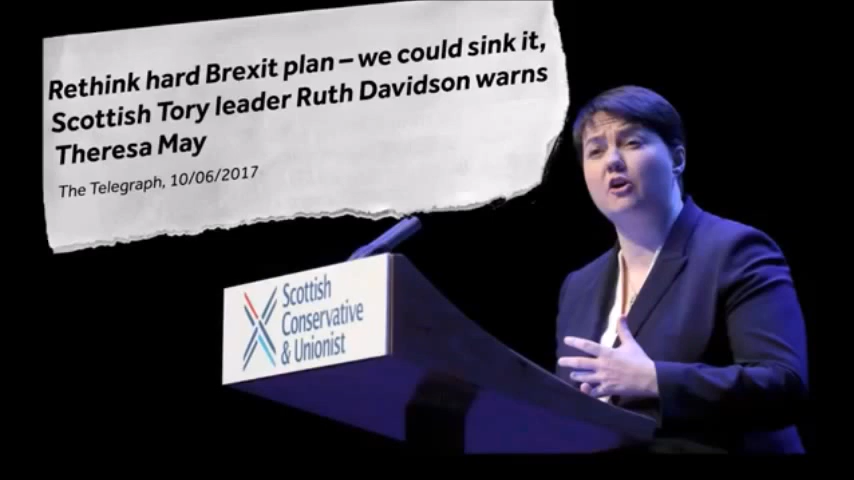 Rethink hard Brexit plan – we could sink it,
Scottish Tory leader Ruth Davidson warns
Theresa May
The Telegraph, 10/06/2017
Scottish
Conservative
& Unionist